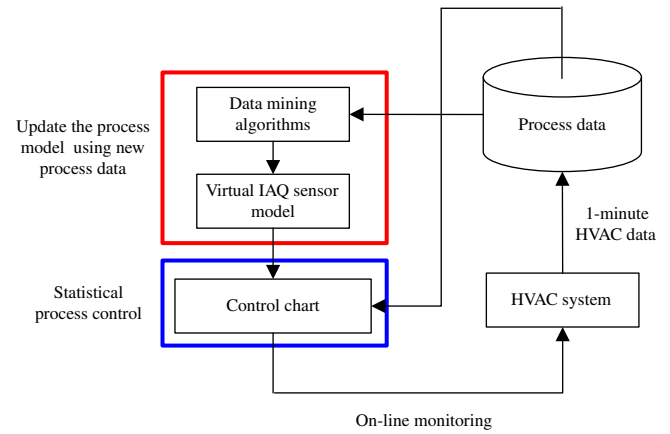 Data mining
algorithms
Process data
Update the process
model using new
process data
Virtual IAQ sensor
model
1-minute
HVAC data
Statistical
process control
Control chart
HVAC system
On-line monitoring